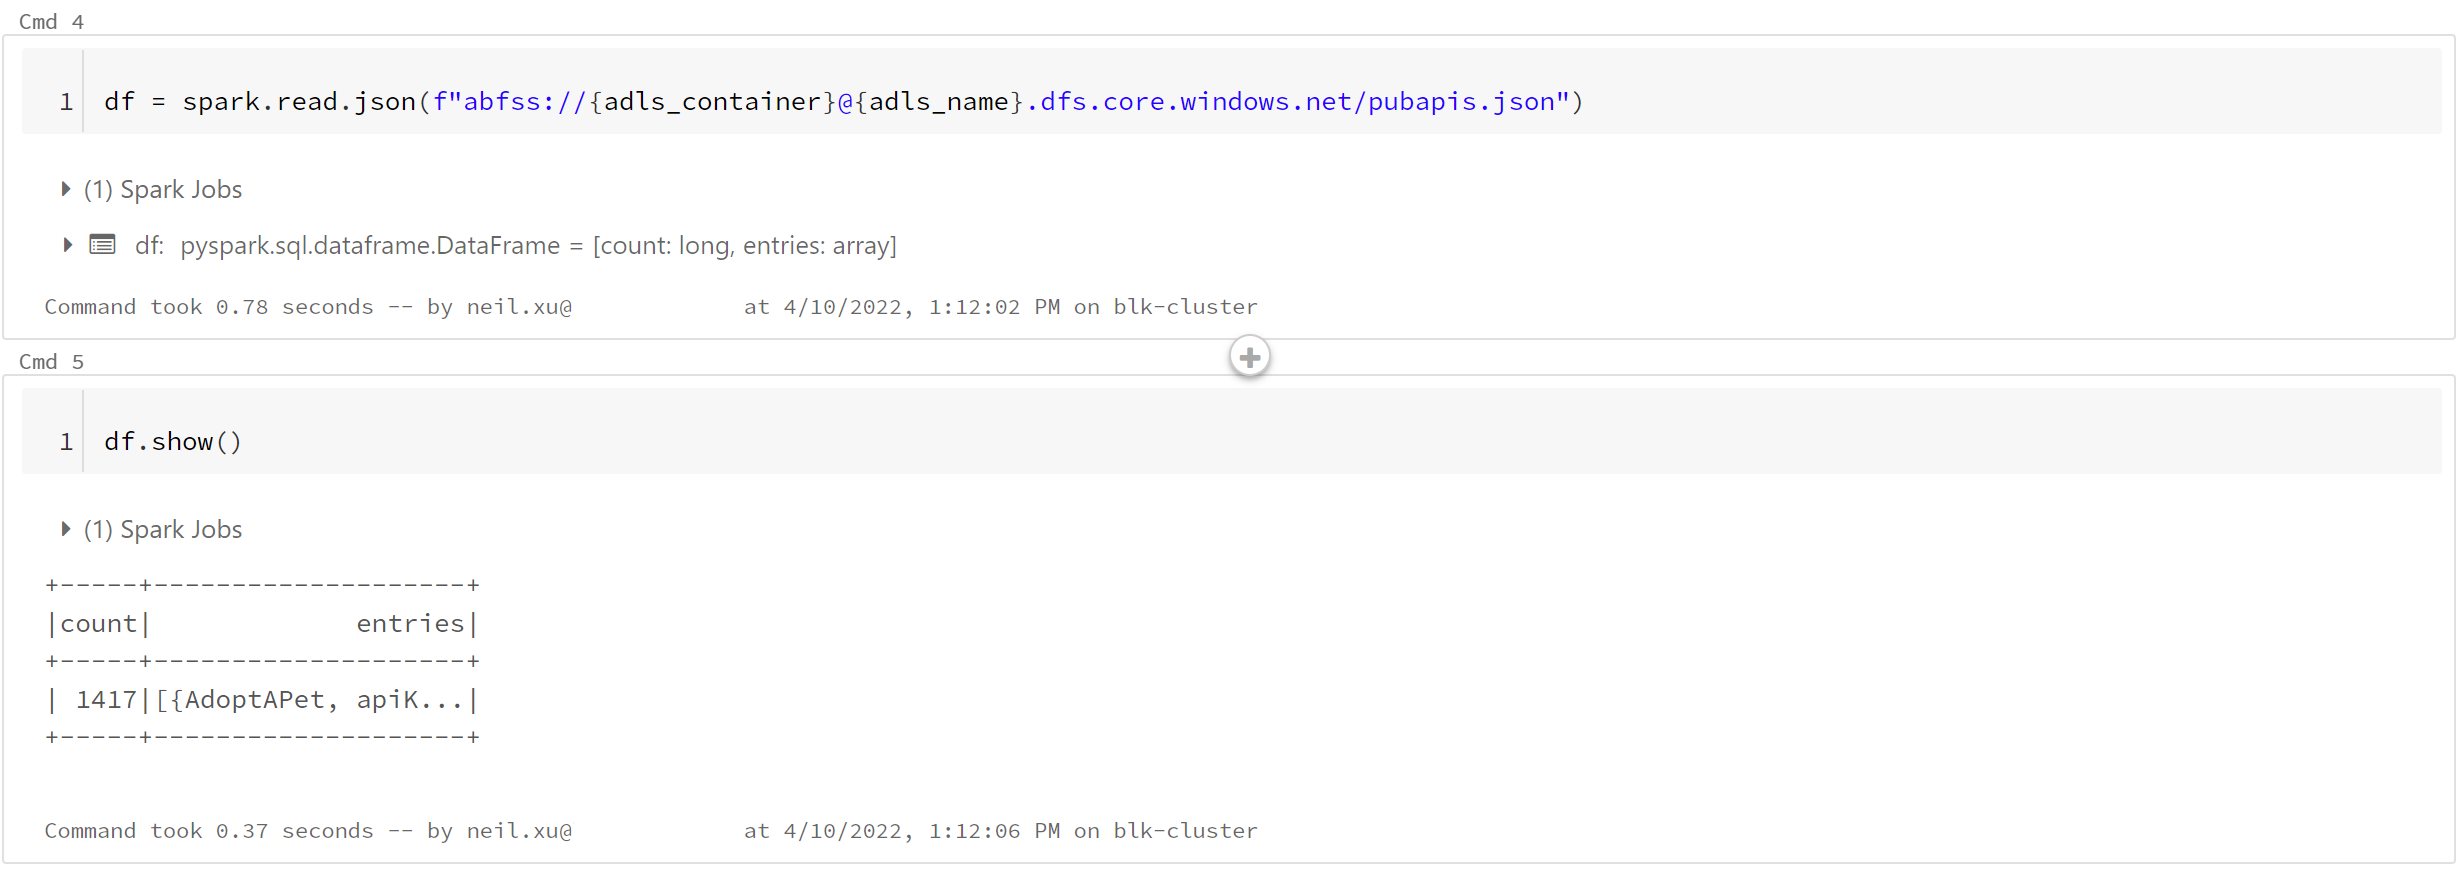 Cmd 4
1 df = spark.read.json(f"abfss://{adls_container}@{adls_name}.dfs.core.windows.net/pubapis.json")
(1) Spark Jobs
df: pyspark.sql.dataframe.DataFrame = [count: long, entries: array]
Command took 0.78 seconds -- by neil.xu@ at 4/10/2022, 1:12:02 PM on blk-cluster
Cmd 5
1 df.show()
(1) Spark Jobs
+-----+--------------------+
|count|             entries|
+-----+--------------------+
| 1417|[{AdoptAPet, apiK...|
+-----+--------------------+
Command took 0.37 seconds -- by neil.xu@ at 4/10/2022, 1:12:06 PM on blk-cluster